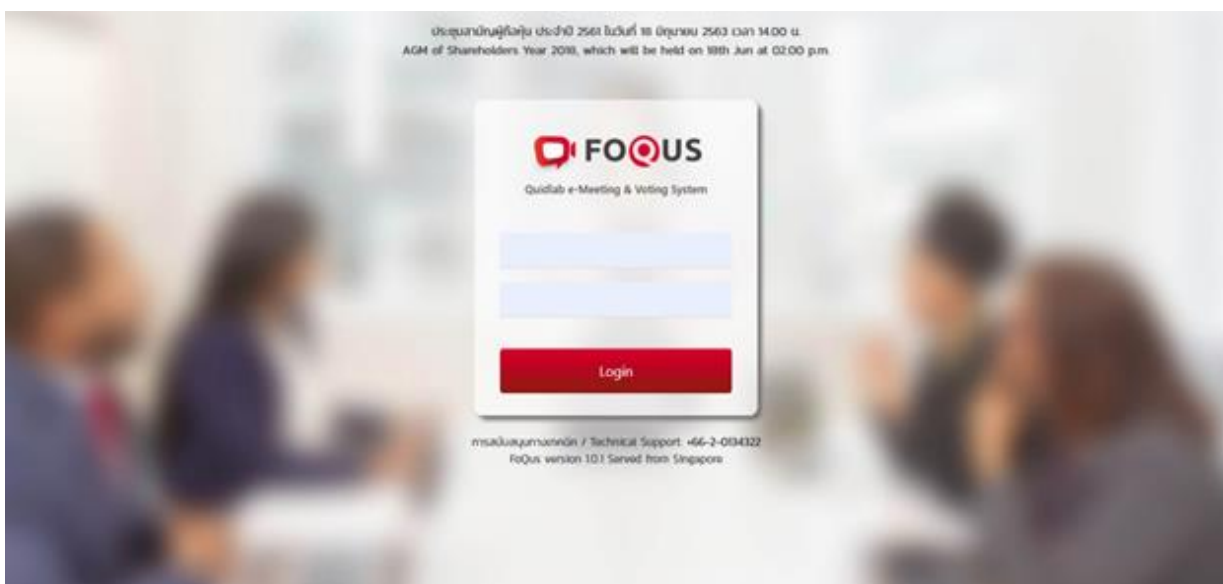 ประชุมสามัญผู้ถือหุ้น ประจำปี 2561 ในวันที่ 18 มิถุนายน 2563 เวลา 14:00 น.
AGM of Shareholders Year 2018, which will be held on 18th Jun at 02:00 p.m.
FOQUS
Quidlab e-Meeting & Voting System
Login
การสนับสนุนทางเทคนิค / Technical Support: +66-2-0134322
FoQus version 1.0.1 Served from Singapore